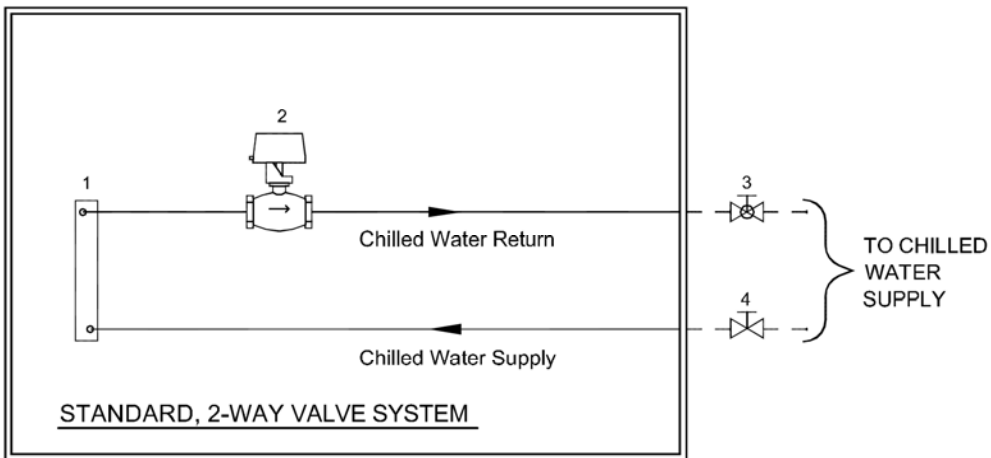 2
1
3
Chilled Water Return
TO CHILLED
WATER
SUPPLY
4
Chilled Water Supply
STANDARD, 2-WAY VALVE SYSTEM